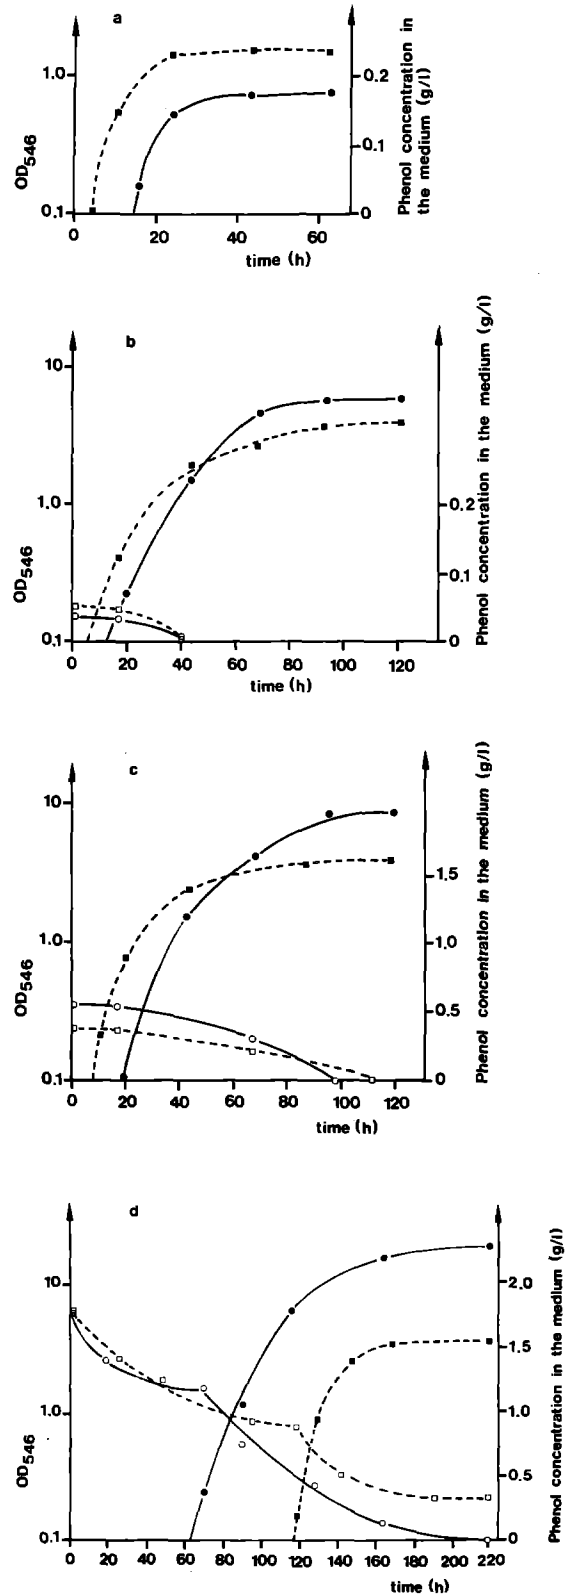 a
1.0
0.1
OD546
0.2
0.1
0
Phenol concentration in
the medium (g/l)
0 20 40 60
time (h)
b
10
1.0
0.1
OD546
0.2
0.1
0
Phenol concentration in the medium (g/l)
0 20 40 60 80 100 120
time (h)
c
10
1.0
0.1
OD546
1.5
1.0
0.5
0
Phenol concentration in the medium (g/l)
0 20 40 60 80 100 120
time (h)
d
10
1.0
0.1
OD546
2.0
1.5
1.0
0.5
0
Phenol concentration in the medium (g/l)
0 20 40 60 80 100 120 140 160 180 200 220
time (h)